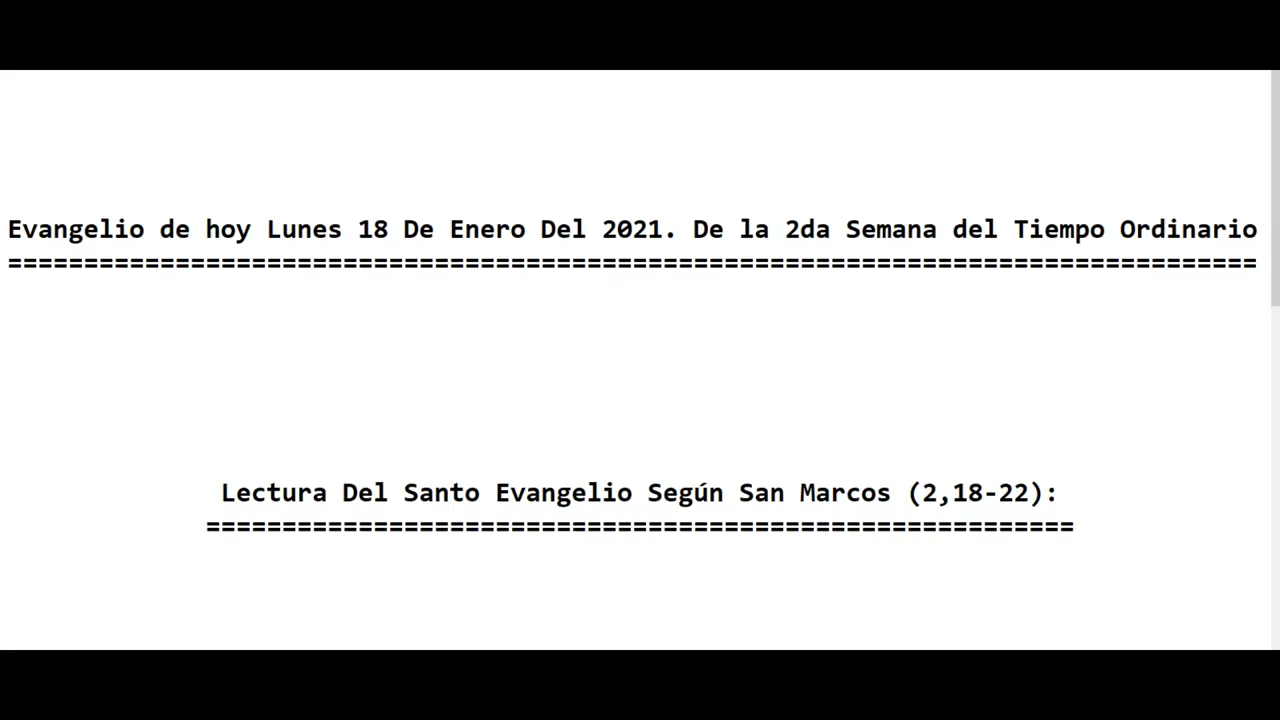 Evangelio de hoy Lunes 18 De Enero Del 2021. De la 2da Semana del Tiempo Ordinario
==================================================================================
Lectura Del Santo Evangelio Según San Marcos (2,18-22):
=========================================================